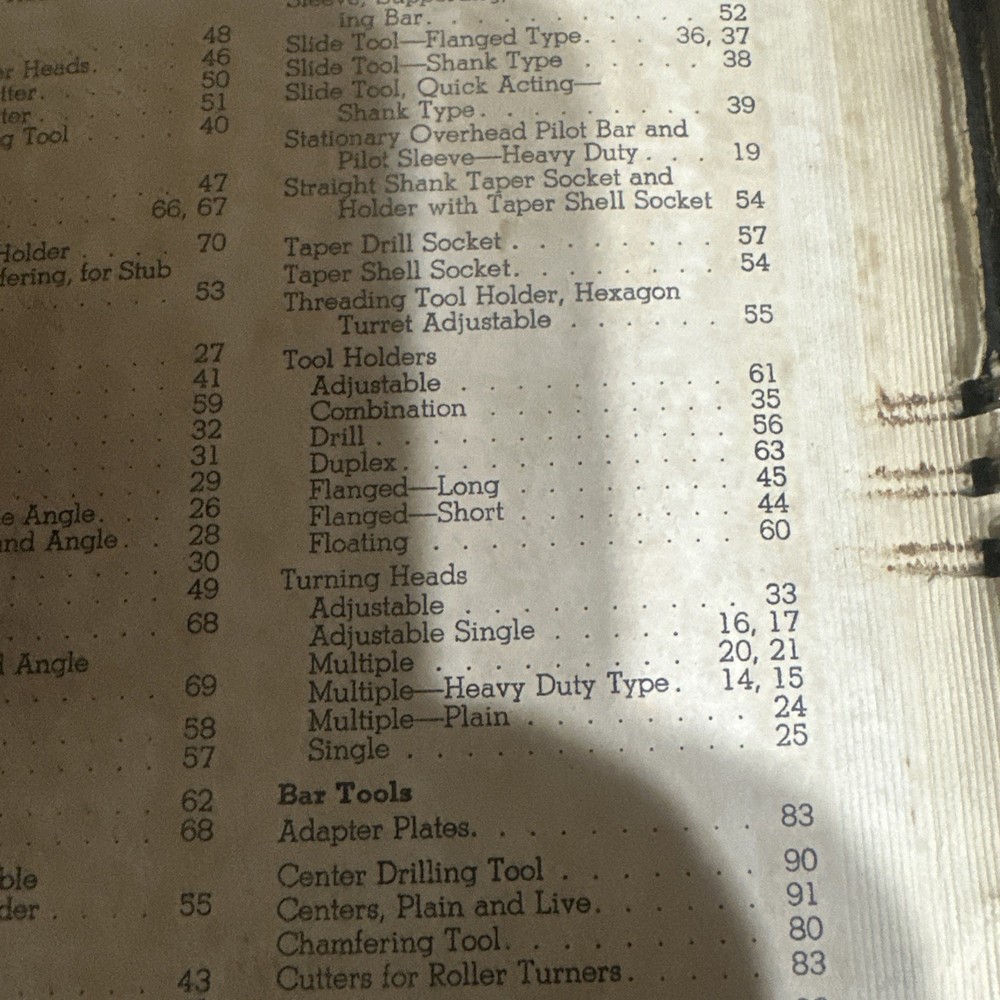 48
er Heads. 46
50
ter. 51
g Tool 40
47
66, 67
Holder 70
fering, for Stub
53
27
41
59
32
31
29
e Angle. 26
nd Angle. 28
30
49
68
Angle
69
58
57
62
68
ble
der 55
43
ing Bar. 52
Slide Tool—Flanged Type. 36, 37
Slide Tool—Shank Type 38
Slide Tool, Quick Acting—
Shank Type. 39
Stationary Overhead Pilot Bar and
Pilot Sleeve—Heavy Duty. 19
Straight Shank Taper Socket and
Holder with Taper Shell Socket 54
Taper Drill Socket. 57
Taper Shell Socket. 54
Threading Tool Holder, Hexagon
Turret Adjustable 55
Tool Holders
Adjustable 61
Combination 35
Drill 56
Duplex. 63
Flanged—Long 45
Flanged—Short 44
Floating 60
Turning Heads
Adjustable 33
Adjustable Single 16, 17
Multiple 20, 21
Multiple—Heavy Duty Type. 14, 15
Multiple—Plain 24
Single 25
Bar Tools
Adapter Plates. 83
Center Drilling Tool 90
Centers, Plain and Live. 91
Chamfering Tool. 80
Cutters for Roller Turners. 83